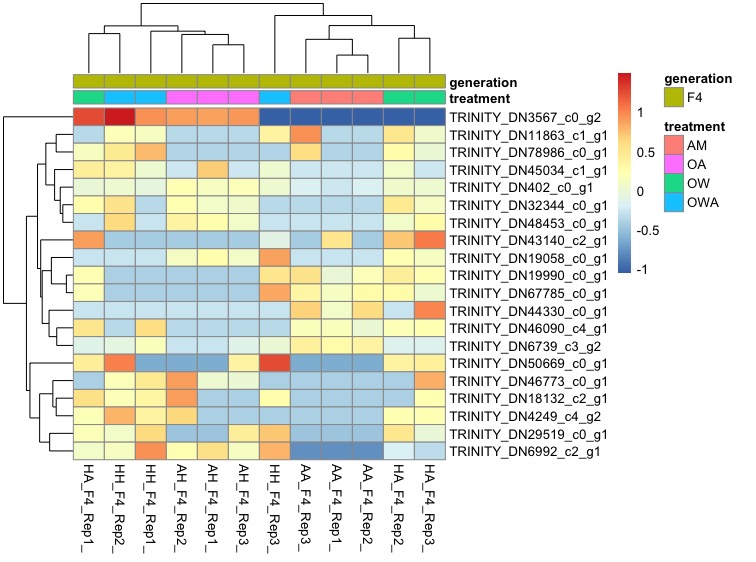 generation
treatment
TRINITY_DN3567_c0_g2
TRINITY_DN11863_c1_g1
TRINITY_DN78986_c0_g1
TRINITY_DN45034_c1_g1
TRINITY_DN402_c0_g1
TRINITY_DN32344_c0_g1
TRINITY_DN48453_c0_g1
TRINITY_DN43140_c2_g1
TRINITY_DN19058_c0_g1
TRINITY_DN19990_c0_g1
TRINITY_DN67785_c0_g1
TRINITY_DN44330_c0_g1
TRINITY_DN46090_c4_g1
TRINITY_DN6739_c3_g2
TRINITY_DN50669_c0_g1
TRINITY_DN46773_c0_g1
TRINITY_DN18132_c2_g1
TRINITY_DN4249_c4_g2
TRINITY_DN29519_c0_g1
TRINITY_DN6992_c2_g1
HA_F4_Rep1_
HH_F4_Rep2_
HH_F4_Rep1_
AH_F4_Rep2_
AH_F4_Rep1_
AH_F4_Rep3_
HH_F4_Rep3_
AA_F4_Rep3_
AA_F4_Rep1_
AA_F4_Rep2_
HA_F4_Rep2_
HA_F4_Rep3_
1
0.5
0
-0.5
-1
generation
F4
treatment
AM
OA
OW
OWA